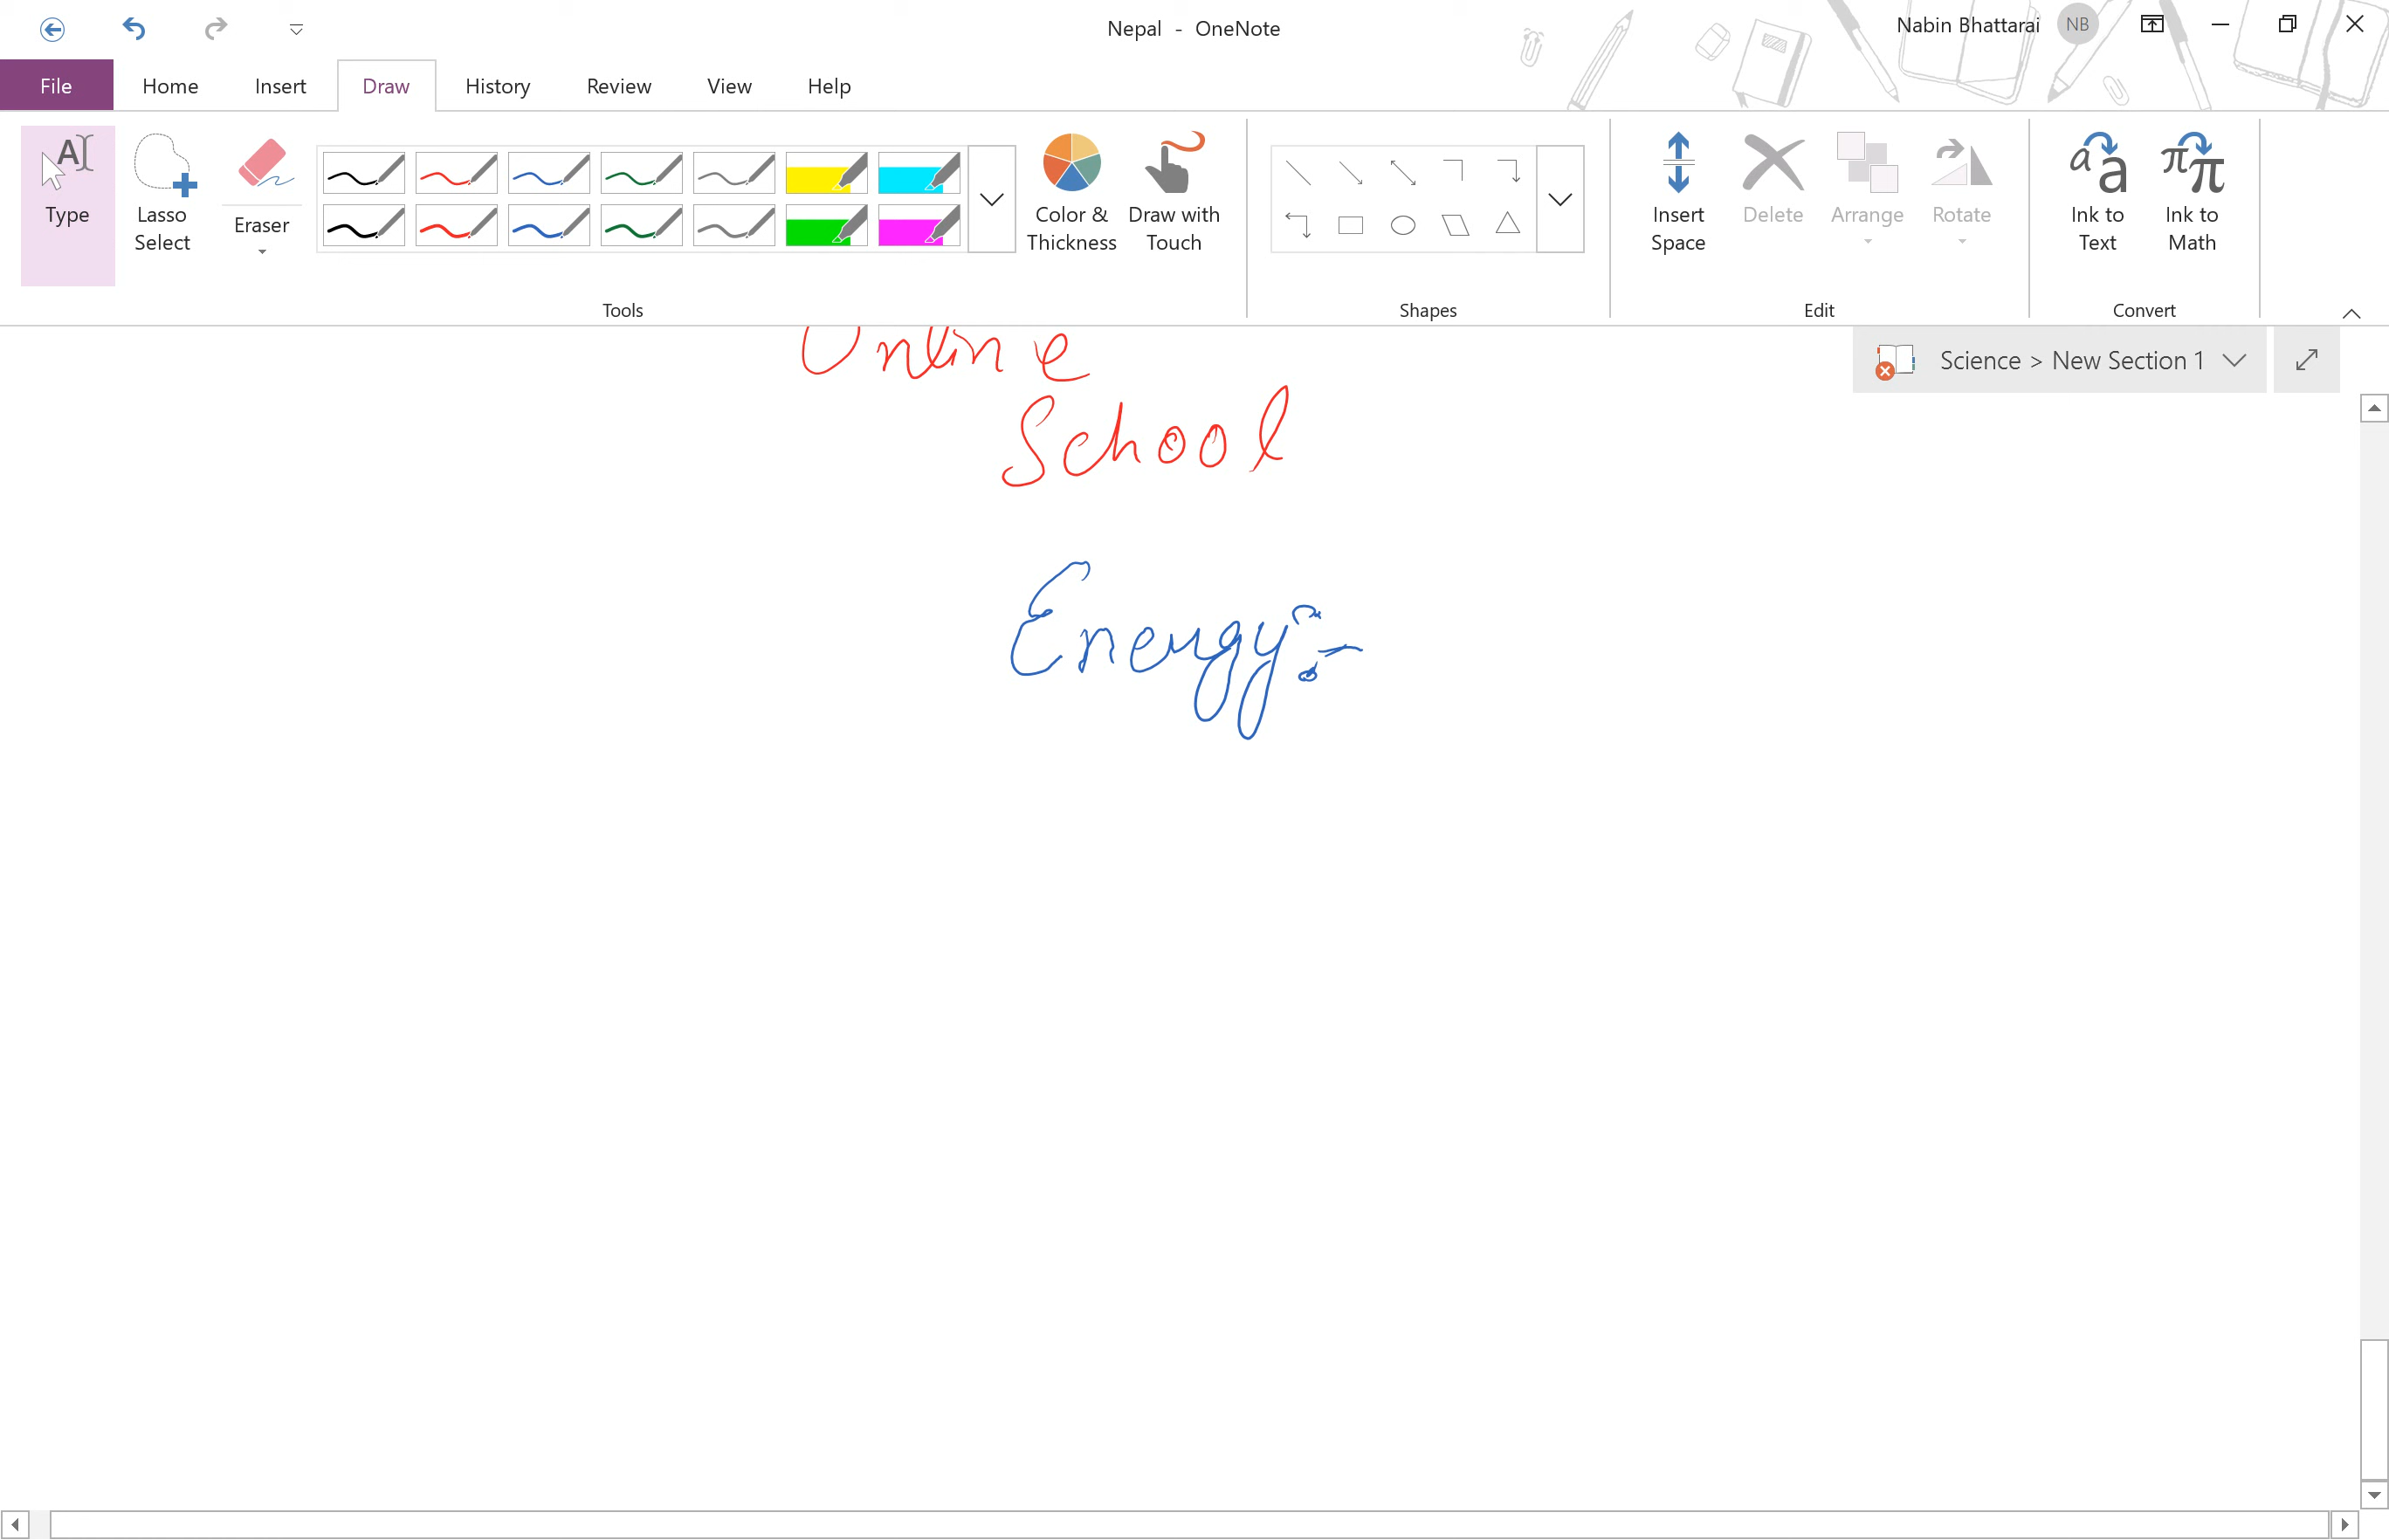 Nepal - OneNote
Nabin Bhattarai NB
File Home Insert Draw History Review View Help
Type
Lasso Select
Eraser
Color & Thickness
Draw with Touch
Insert Space
Delete
Arrange
Rotate
Ink to Text
Ink to Math
Tools Shapes Edit Convert
Science > New Section 1
Online
School
Energy:-